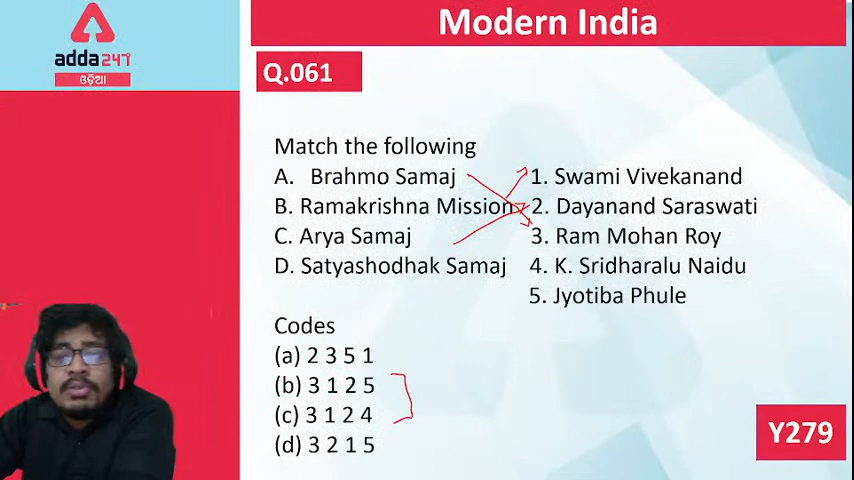 Modern India
adda247
ଓଡ଼ିଆ
Q.061
Match the following
A. Brahmo Samaj
1. Swami Vivekanand
B. Ramakrishna Mission
2. Dayanand Saraswati
C. Arya Samaj
3. Ram Mohan Roy
D. Satyashodhak Samaj
4. K. Sridharalu Naidu
5. Jyotiba Phule
Codes
(a) 2 3 5 1
(b) 3 1 2 5
(c) 3 1 2 4
(d) 3 2 1 5
Y279